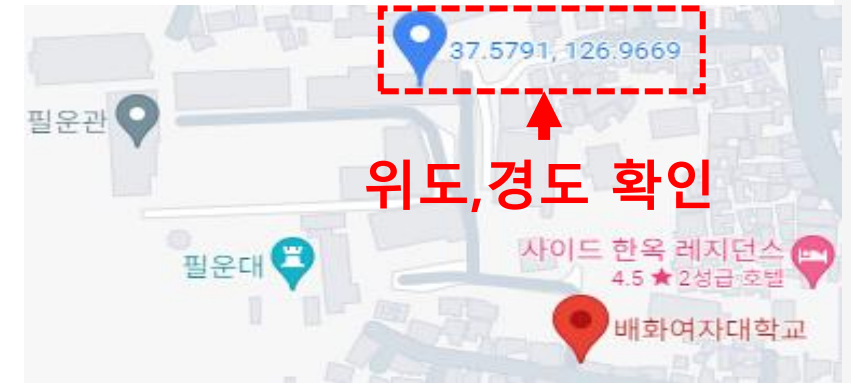 37.5791, 126.9669
필운관
위도,경도 확인
사이드 한옥 레지던스
4.5 ★ 2성급 호텔
필운대
배화여자대학교